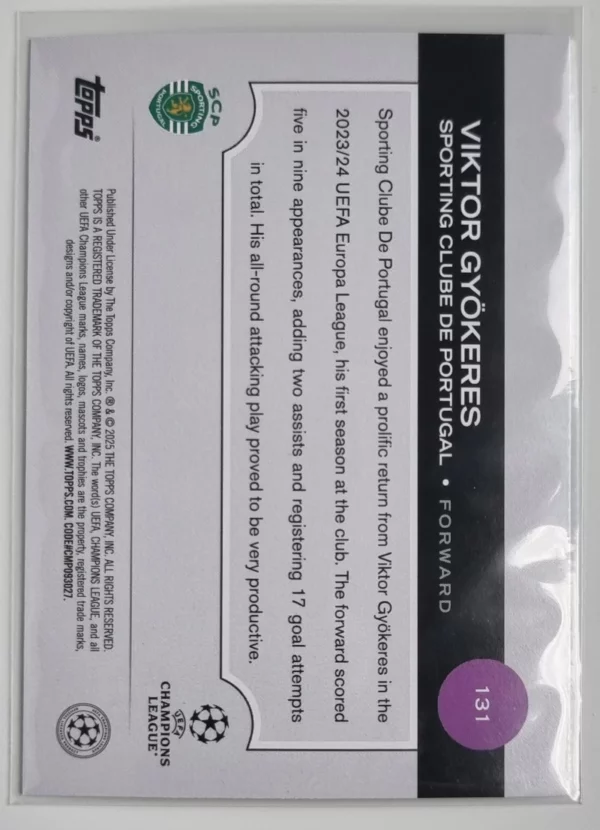 VIKTOR GYÖKERES
SPORTING CLUBE DE PORTUGAL • FORWARD
131
Sporting Clube De Portugal enjoyed a prolific return from Viktor Gyökeres in the
2023/24 UEFA Europa League, his first season at the club. The forward scored
five in nine appearances, adding two assists and registering 17 goal attempts
in total. His all-round attacking play proved to be very productive.
SCP
SPORTING
PORTUGAL
UEFA
CHAMPIONS
LEAGUE®
topps®
Published Under License by The Topps Company, Inc. ® & © 2025 THE TOPPS COMPANY, INC. ALL RIGHTS RESERVED.
TOPPS IS A REGISTERED TRADEMARK OF THE TOPPS COMPANY, INC. The word(s) UEFA, CHAMPIONS LEAGUE, and all
other UEFA Champions League marks, names, logos, mascots and trophies are the property, registered trade marks,
designs and/or copyright of UEFA. All rights reserved. WWW.TOPPS.COM. CODE#CMP093027.